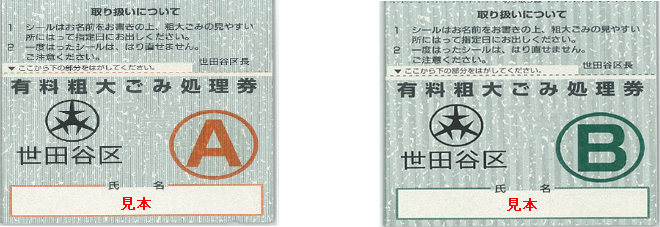 取り扱いについて
1 シールはお名前をお書きの上、粗大ごみの見やすい
所にはって指定日にお出しください。
2 一度はったシールは、はり直せません。
ご注意ください。
世田谷区長
▼ ここから下の部分をはがしてください。
有料粗大ごみ処理券
世田谷区
A
氏 名
見本
取り扱いについて
1 シールはお名前をお書きの上、粗大ごみの見やすい
所にはって指定日にお出しください。
2 一度はったシールは、はり直せません。
ご注意ください。
世田谷区長
▼ ここから下の部分をはがしてください。
有料粗大ごみ処理券
世田谷区
B
氏 名
見本